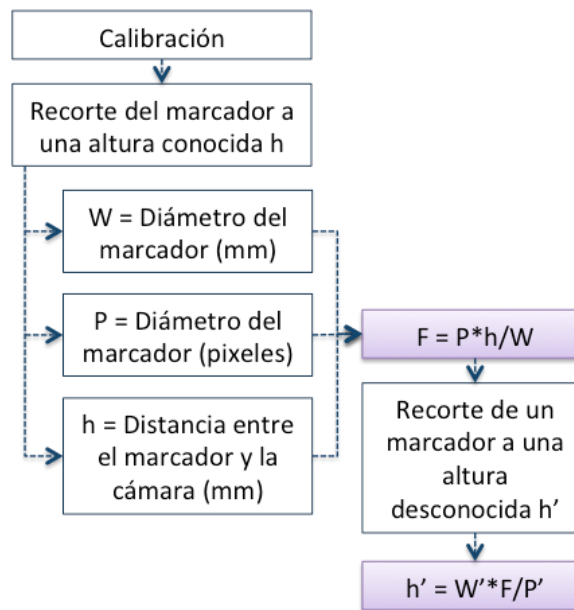 Calibración
Recorte del marcador a
una altura conocida h
W = Diámetro del
marcador (mm)
P = Diámetro del
marcador (pixeles)
h = Distancia entre
el marcador y la
cámara (mm)
F = P*h/W
Recorte de un
marcador a una
altura
desconocida h’
h’ = W’*F/P’